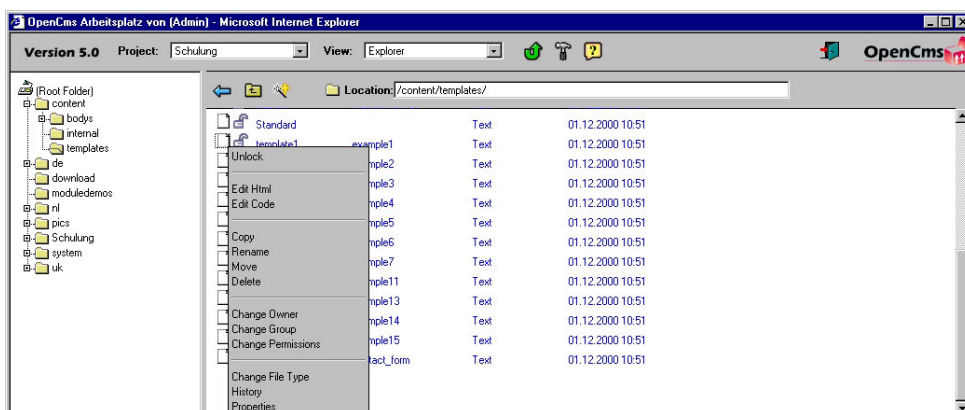 OpenCms Arbeitsplatz von (Admin) - Microsoft Internet Explorer
Version 5.0 Project: Schulung View: Explorer OpenCms
(Root Folder)
content
bodys
internal
templates
de
download
moduledemos
nl
pics
Schulung
system
uk
Location: /content/templates/
Standard Text 01.12.2000 10:51
template1 example1 Text 01.12.2000 10:51
mple2 Text 01.12.2000 10:51
mple3 Text 01.12.2000 10:51
mple4 Text 01.12.2000 10:51
mple5 Text 01.12.2000 10:51
mple6 Text 01.12.2000 10:51
mple7 Text 01.12.2000 10:51
mple11 Text 01.12.2000 10:51
mple13 Text 01.12.2000 10:51
mple14 Text 01.12.2000 10:51
mple15 Text 01.12.2000 10:51
tact_form Text 01.12.2000 10:51
Unlock
Edit Html
Edit Code
Copy
Rename
Move
Delete
Change Owner
Change Group
Change Permissions
Change File Type
History
Properties